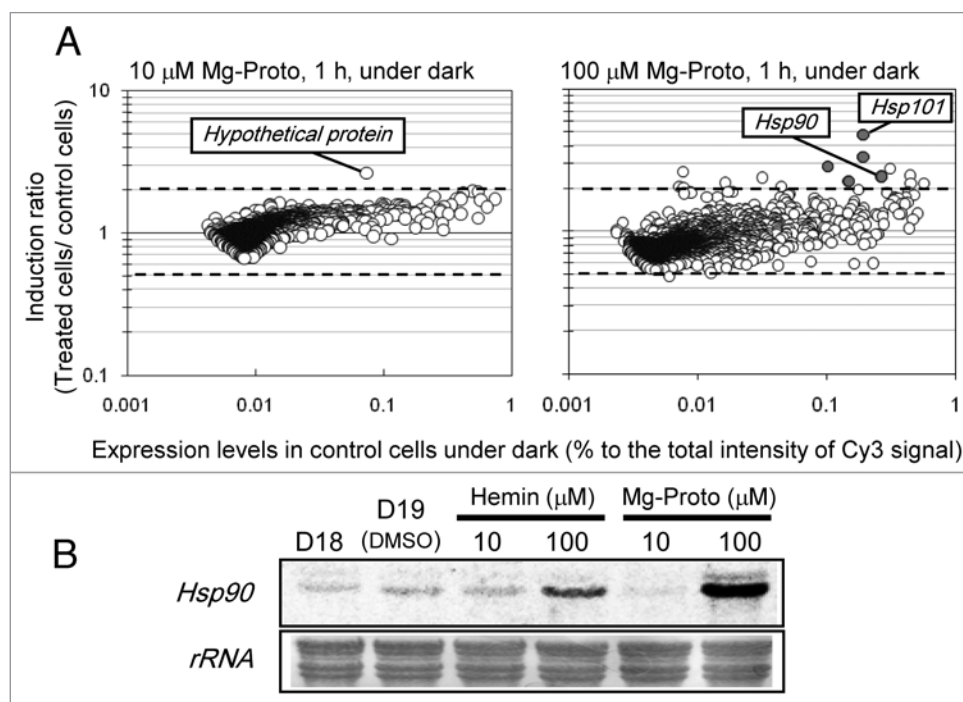 A
10 μM Mg-Proto, 1 h, under dark
100 μM Mg-Proto, 1 h, under dark
Induction ratio
(Treated cells/ control cells)
10
1
0.1
Hypothetical protein
Hsp101
Hsp90
0.001 0.01 0.1 1
0.001 0.01 0.1 1
Expression levels in control cells under dark (% to the total intensity of Cy3 signal)
B
Hemin (μM) Mg-Proto (μM)
D18 D19 10 100 10 100
(DMSO)
Hsp90
rRNA